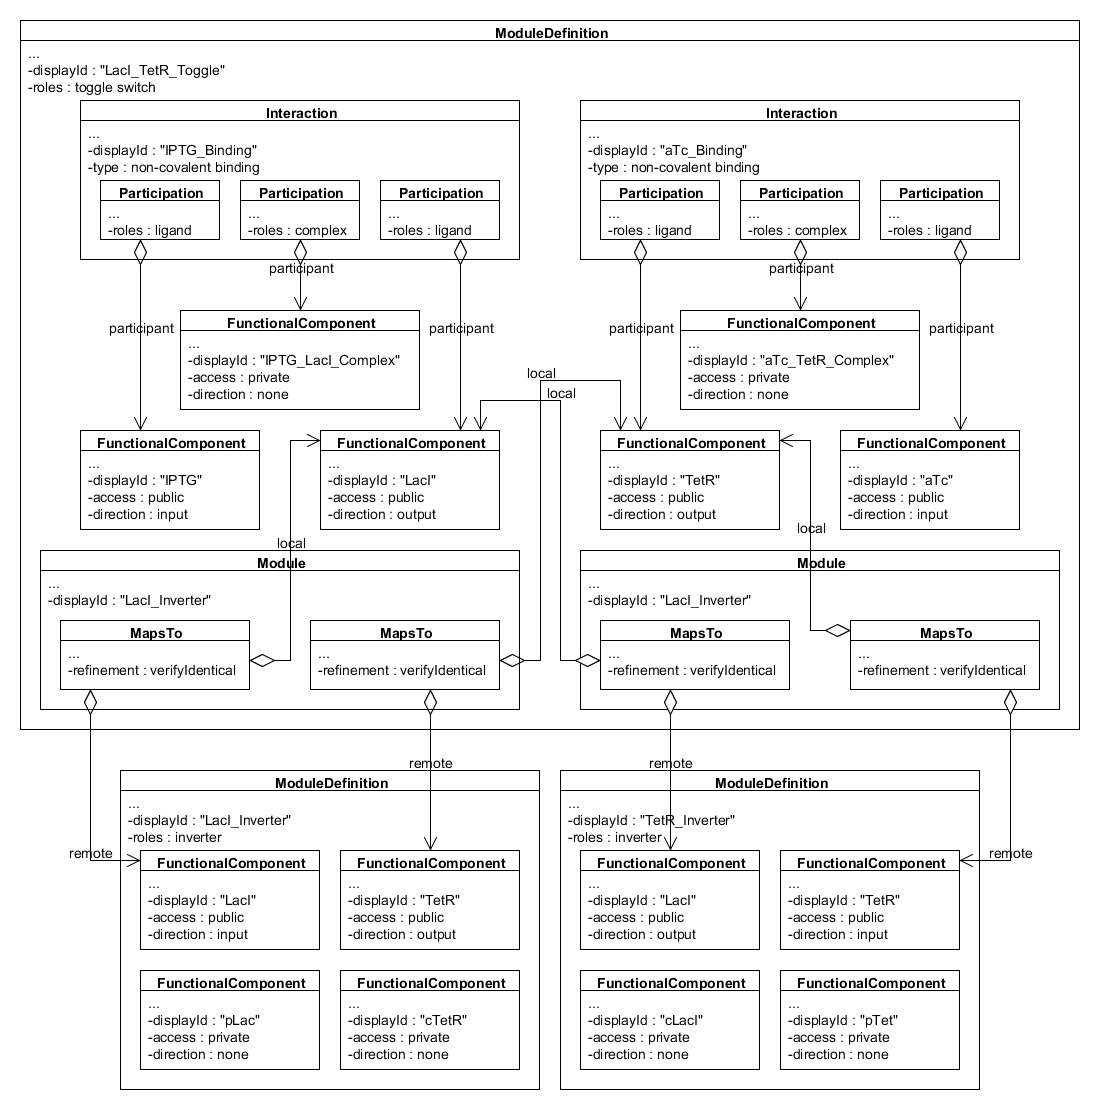 ModuleDefinition
...
-displayId : "LacI_TetR_Toggle"
-roles : toggle switch
Interaction
...
-displayId : "IPTG_Binding"
-type : non-covalent binding
Participation
...
-roles : ligand
Participation
...
-roles : complex
Participation
...
-roles : ligand
Interaction
...
-displayId : "aTc_Binding"
-type : non-covalent binding
Participation
...
-roles : ligand
Participation
...
-roles : complex
Participation
...
-roles : ligand
participant
participant
participant
participant
participant
participant
FunctionalComponent
...
-displayId : "IPTG_LacI_Complex"
-access : private
-direction : none
FunctionalComponent
...
-displayId : "aTc_TetR_Complex"
-access : private
-direction : none
local
local
FunctionalComponent
...
-displayId : "IPTG"
-access : public
-direction : input
FunctionalComponent
...
-displayId : "LacI"
-access : public
-direction : output
FunctionalComponent
...
-displayId : "TetR"
-access : public
-direction : output
FunctionalComponent
...
-displayId : "aTc"
-access : public
-direction : input
local
local
Module
...
-displayId : "LacI_Inverter"
MapsTo
...
-refinement : verifyIdentical
MapsTo
...
-refinement : verifyIdentical
Module
...
-displayId : "LacI_Inverter"
MapsTo
...
-refinement : verifyIdentical
MapsTo
...
-refinement : verifyIdentical
remote
remote
remote
remote
ModuleDefinition
...
-displayId : "LacI_Inverter"
-roles : inverter
FunctionalComponent
...
-displayId : "LacI"
-access : public
-direction : input
FunctionalComponent
...
-displayId : "TetR"
-access : public
-direction : output
FunctionalComponent
...
-displayId : "pLac"
-access : private
-direction : none
FunctionalComponent
...
-displayId : "cTetR"
-access : private
-direction : none
ModuleDefinition
...
-displayId : "TetR_Inverter"
-roles : inverter
FunctionalComponent
...
-displayId : "LacI"
-access : public
-direction : output
FunctionalComponent
...
-displayId : "TetR"
-access : public
-direction : input
FunctionalComponent
...
-displayId : "cLacI"
-access : private
-direction : none
FunctionalComponent
...
-displayId : "pTet"
-access : private
-direction : none